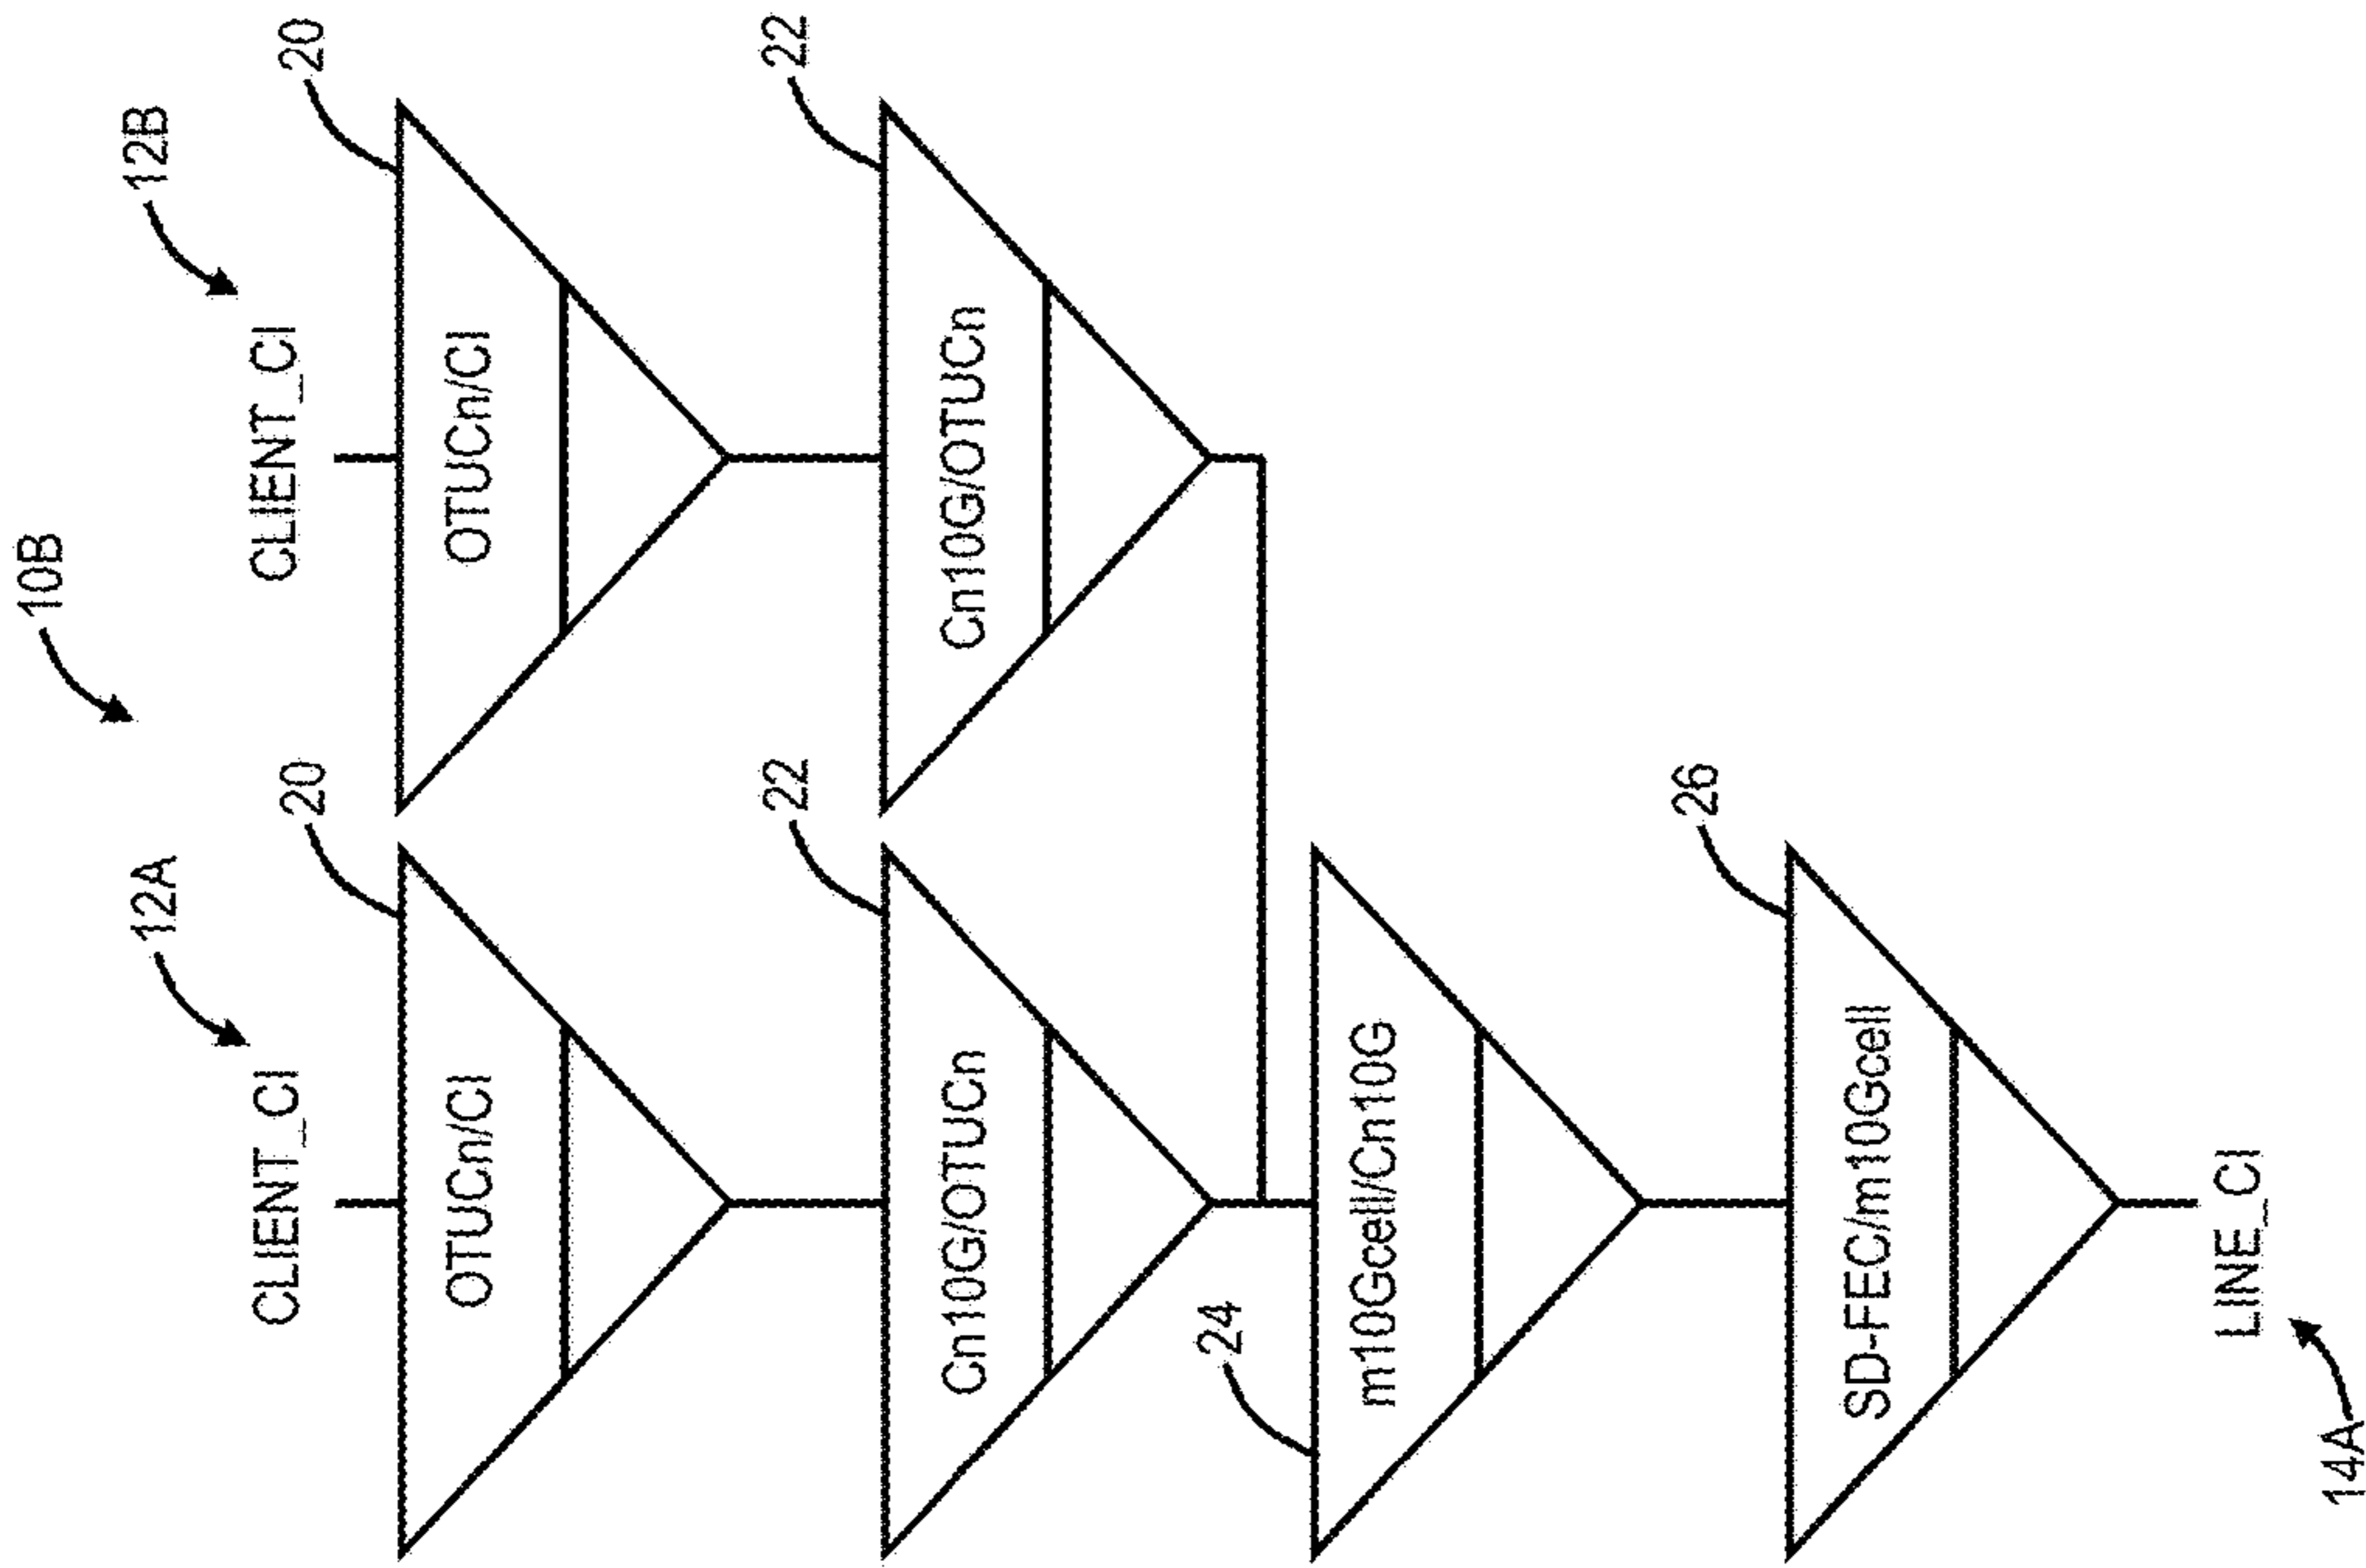 10B
12A
12B
CLIENT_CI
CLIENT_CI
20
20
OTUCn/CI
OTUCn/CI
22
22
Cn10G/OTUCn
Cn10G/OTUCn
24
m10Gcell/Cn10G
26
SD-FEC/m10Gcell
LINE_CI
14A